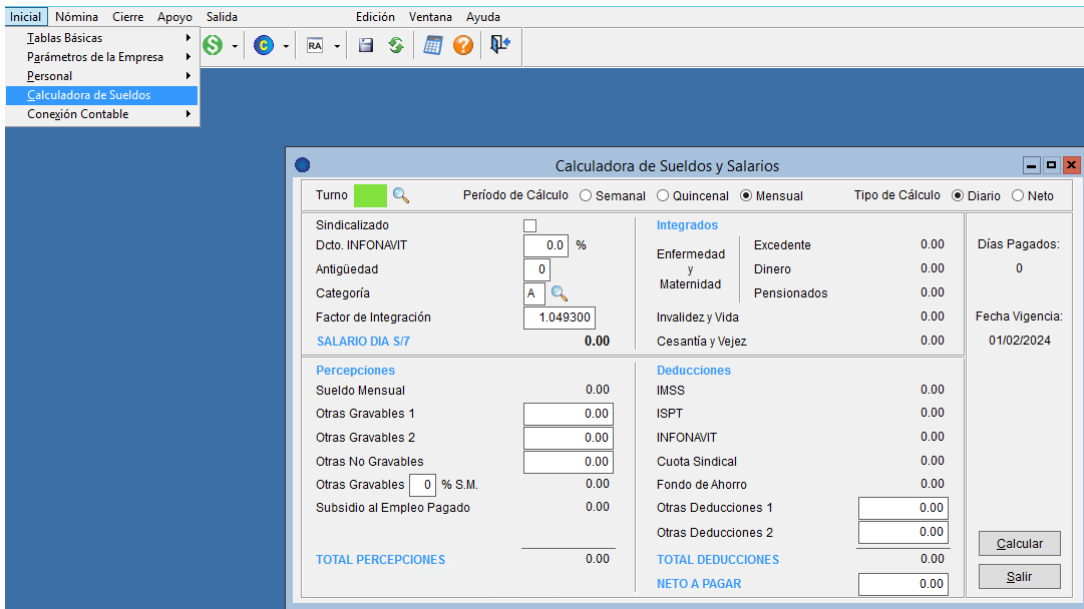 Inicial Nómina Cierre Apoyo Salida Edición Ventana Ayuda
Tablas Básicas
Parámetros de la Empresa
Personal
Calculadora de Sueldos
Conexión Contable
S C RA ?
Calculadora de Sueldos y Salarios
Turno Período de Cálculo Semanal Quincenal Mensual Tipo de Cálculo Diario Neto
Sindicalizado
Dcto. INFONAVIT 0.0 %
Antigüedad 0
Categoría A
Factor de Integración 1.049300
SALARIO DIA S/7 0.00
Integrados
Enfermedad
y
Maternidad
Excedente 0.00
Dinero 0.00
Pensionados 0.00
Invalidez y Vida 0.00
Cesantía y Vejez 0.00
Días Pagados:
0
Fecha Vigencia:
01/02/2024
Percepciones
Sueldo Mensual 0.00
Otras Gravables 1 0.00
Otras Gravables 2 0.00
Otras No Gravables 0.00
Otras Gravables 0 % S.M. 0.00
Subsidio al Empleo Pagado 0.00
TOTAL PERCEPCIONES 0.00
Deducciones
IMSS 0.00
ISPT 0.00
INFONAVIT 0.00
Cuota Sindical 0.00
Fondo de Ahorro 0.00
Otras Deducciones 1 0.00
Otras Deducciones 2 0.00
TOTAL DEDUCCIONES 0.00
NETO A PAGAR 0.00
Calcular
Salir